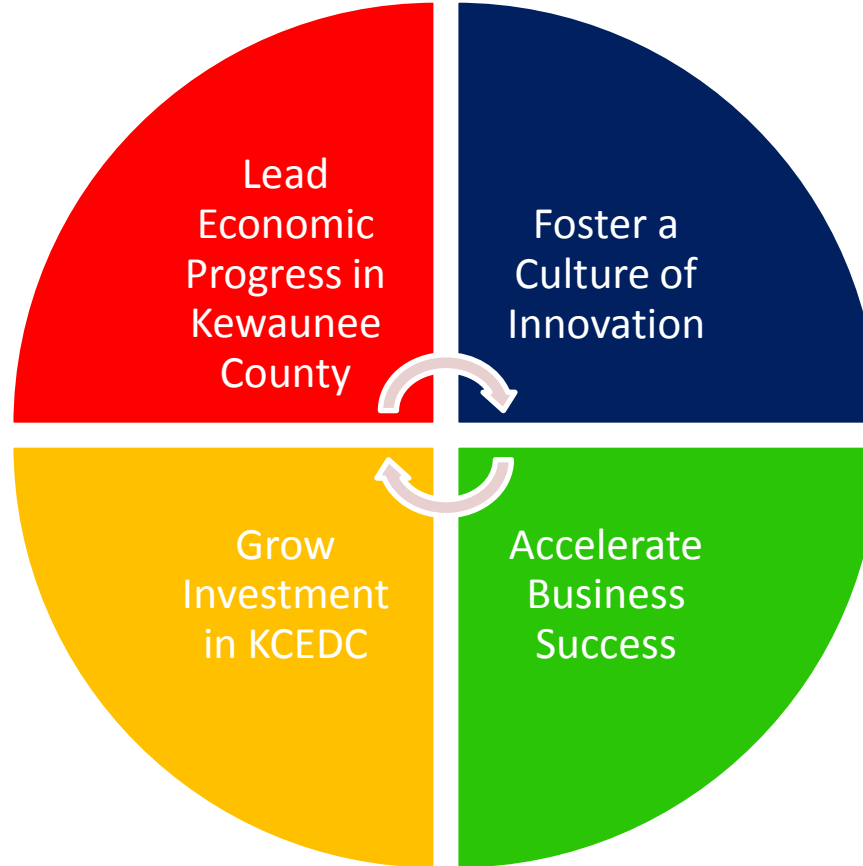 Lead
Economic
Progress in
Kewaunee
County
Foster a
Culture of
Innovation
Grow
Investment
in KCEDC
Accelerate
Business
Success